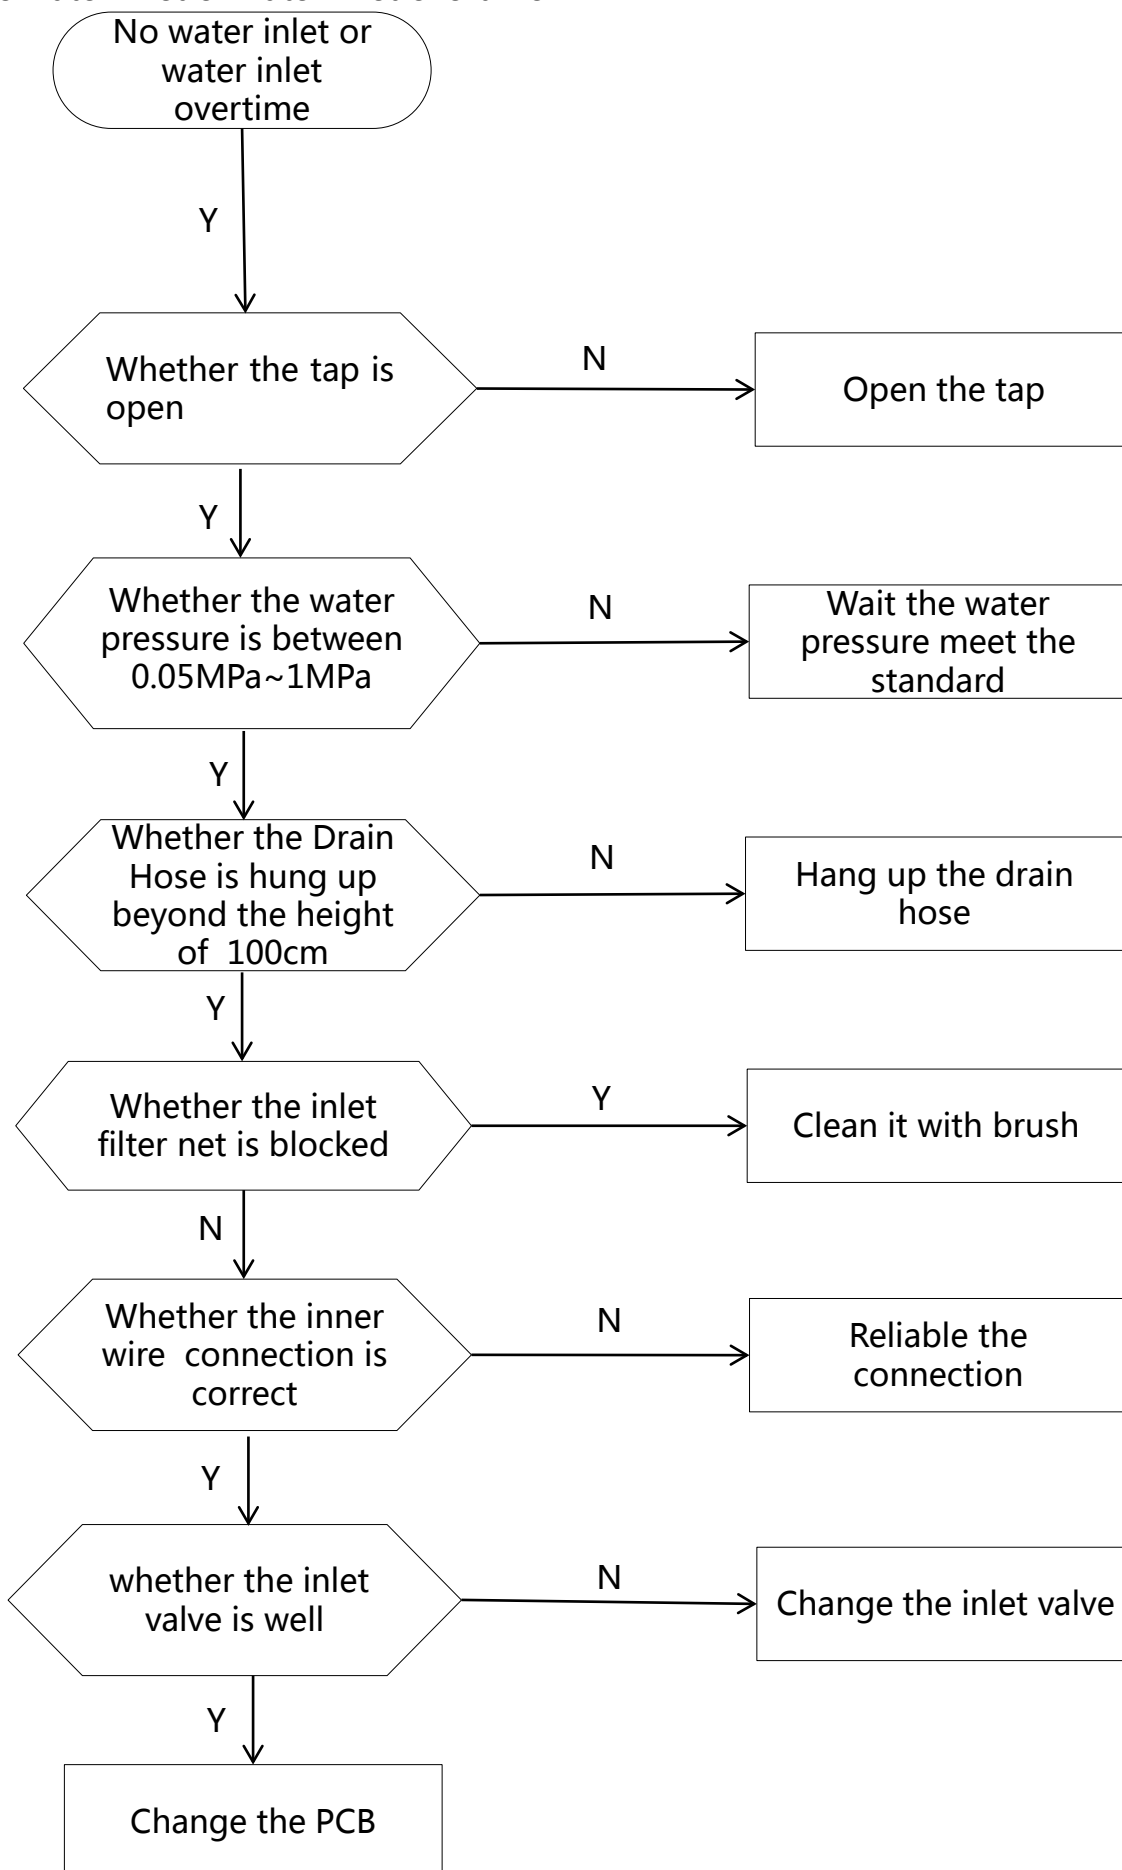 No water inlet or
water inlet
overtime
Y
Whether the tap is
open
N
Open the tap
Y
Whether the water
pressure is between
0.05MPa~1MPa
N
Wait the water
pressure meet the
standard
Y
Whether the Drain
Hose is hung up
beyond the height
of 100cm
N
Hang up the drain
hose
Y
Whether the inlet
filter net is blocked
Y
Clean it with brush
N
Whether the inner
wire connection is
correct
N
Reliable the
connection
Y
whether the inlet
valve is well
N
Change the inlet valve
Y
Change the PCB